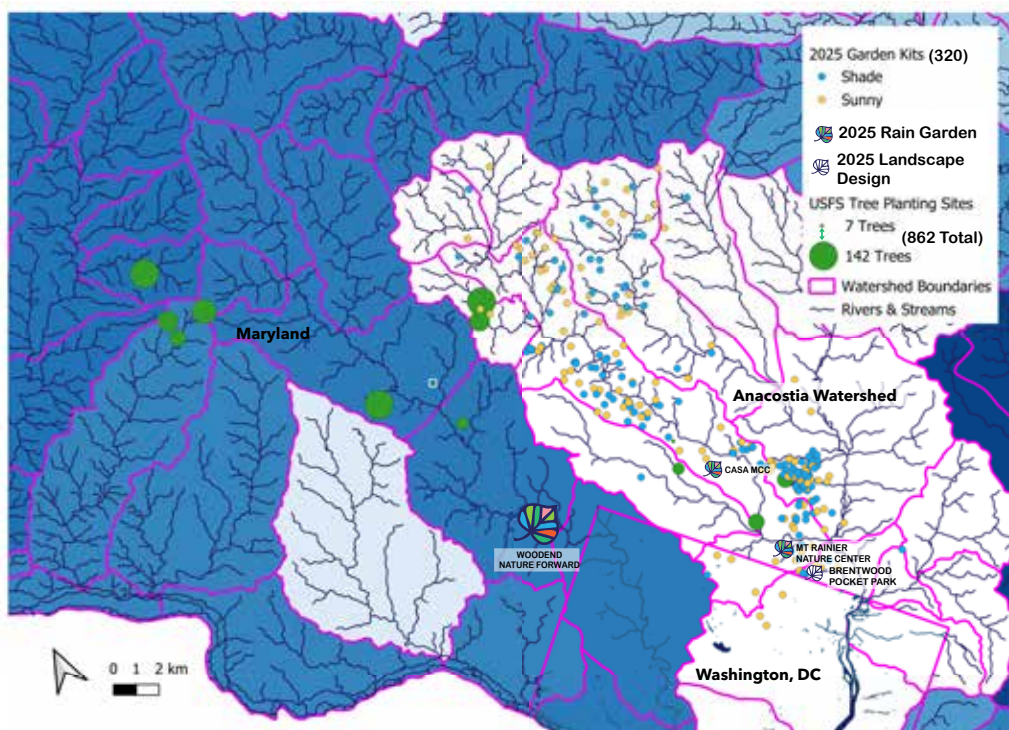 2025 Garden Kits (320)
Shade
Sunny
2025 Rain Garden
2025 Landscape
Design
USFS Tree Planting Sites
7 Trees
(862 Total)
142 Trees
Watershed Boundaries
Rivers & Streams
Maryland
Anacostia Watershed
CASA MCC
WOODEND
NATURE FORWARD
MT RAINIER
NATURE CENTER
BRENTWOOD
POCKET PARK
Washington, DC
0 1 2 km